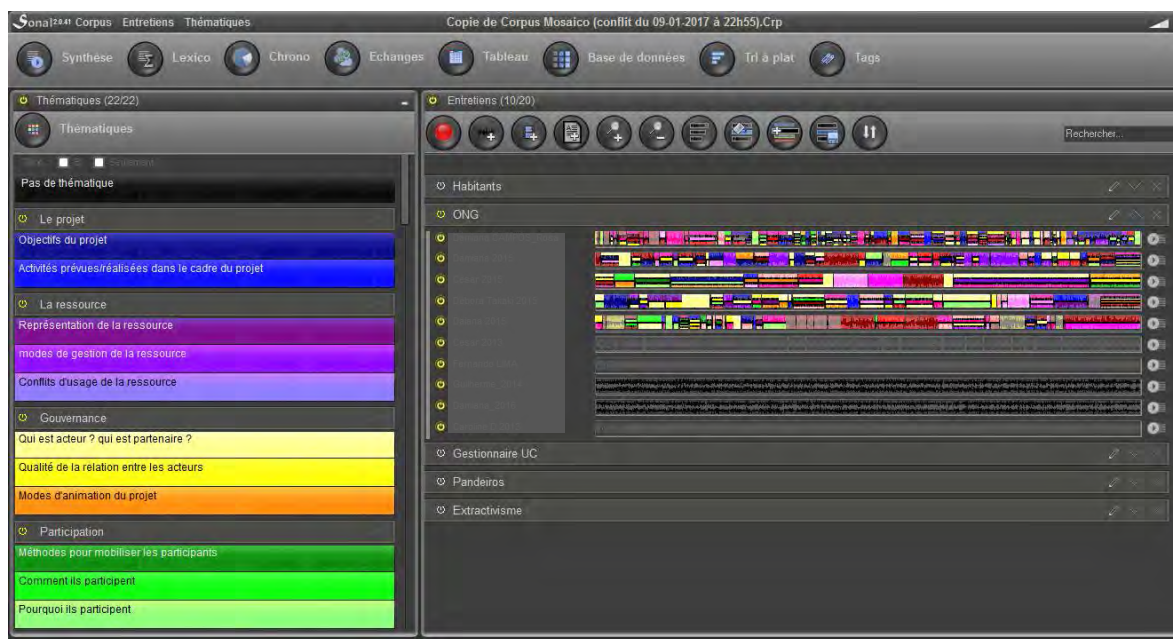 Sonal 2.0.41 Corpus Entretiens Thématiques Copie de Corpus Mosaico (conflit du 09-01-2017 à 22h55).Crp
Synthèse Lexico Chrono Echanges Tableau Base de données Tri à plat Tags
Thématiques (22/22)
Thématiques
Pas de thématique
Le projet
Objectifs du projet
Activités prévues/réalisées dans le cadre du projet
La ressource
Représentation de la ressource
modes de gestion de la ressource
Conflits d'usage de la ressource
Gouvernance
Qui est acteur ? qui est partenaire ?
Qualité de la relation entre les acteurs
Modes d'animation du projet
Participation
Méthodes pour mobiliser les participants
Comment ils participent
Pourquoi ils participent
Entretiens (10/20)
Rechercher...
Habitants
ONG
Gestionnaire UC
Pandeiros
Extractivisme